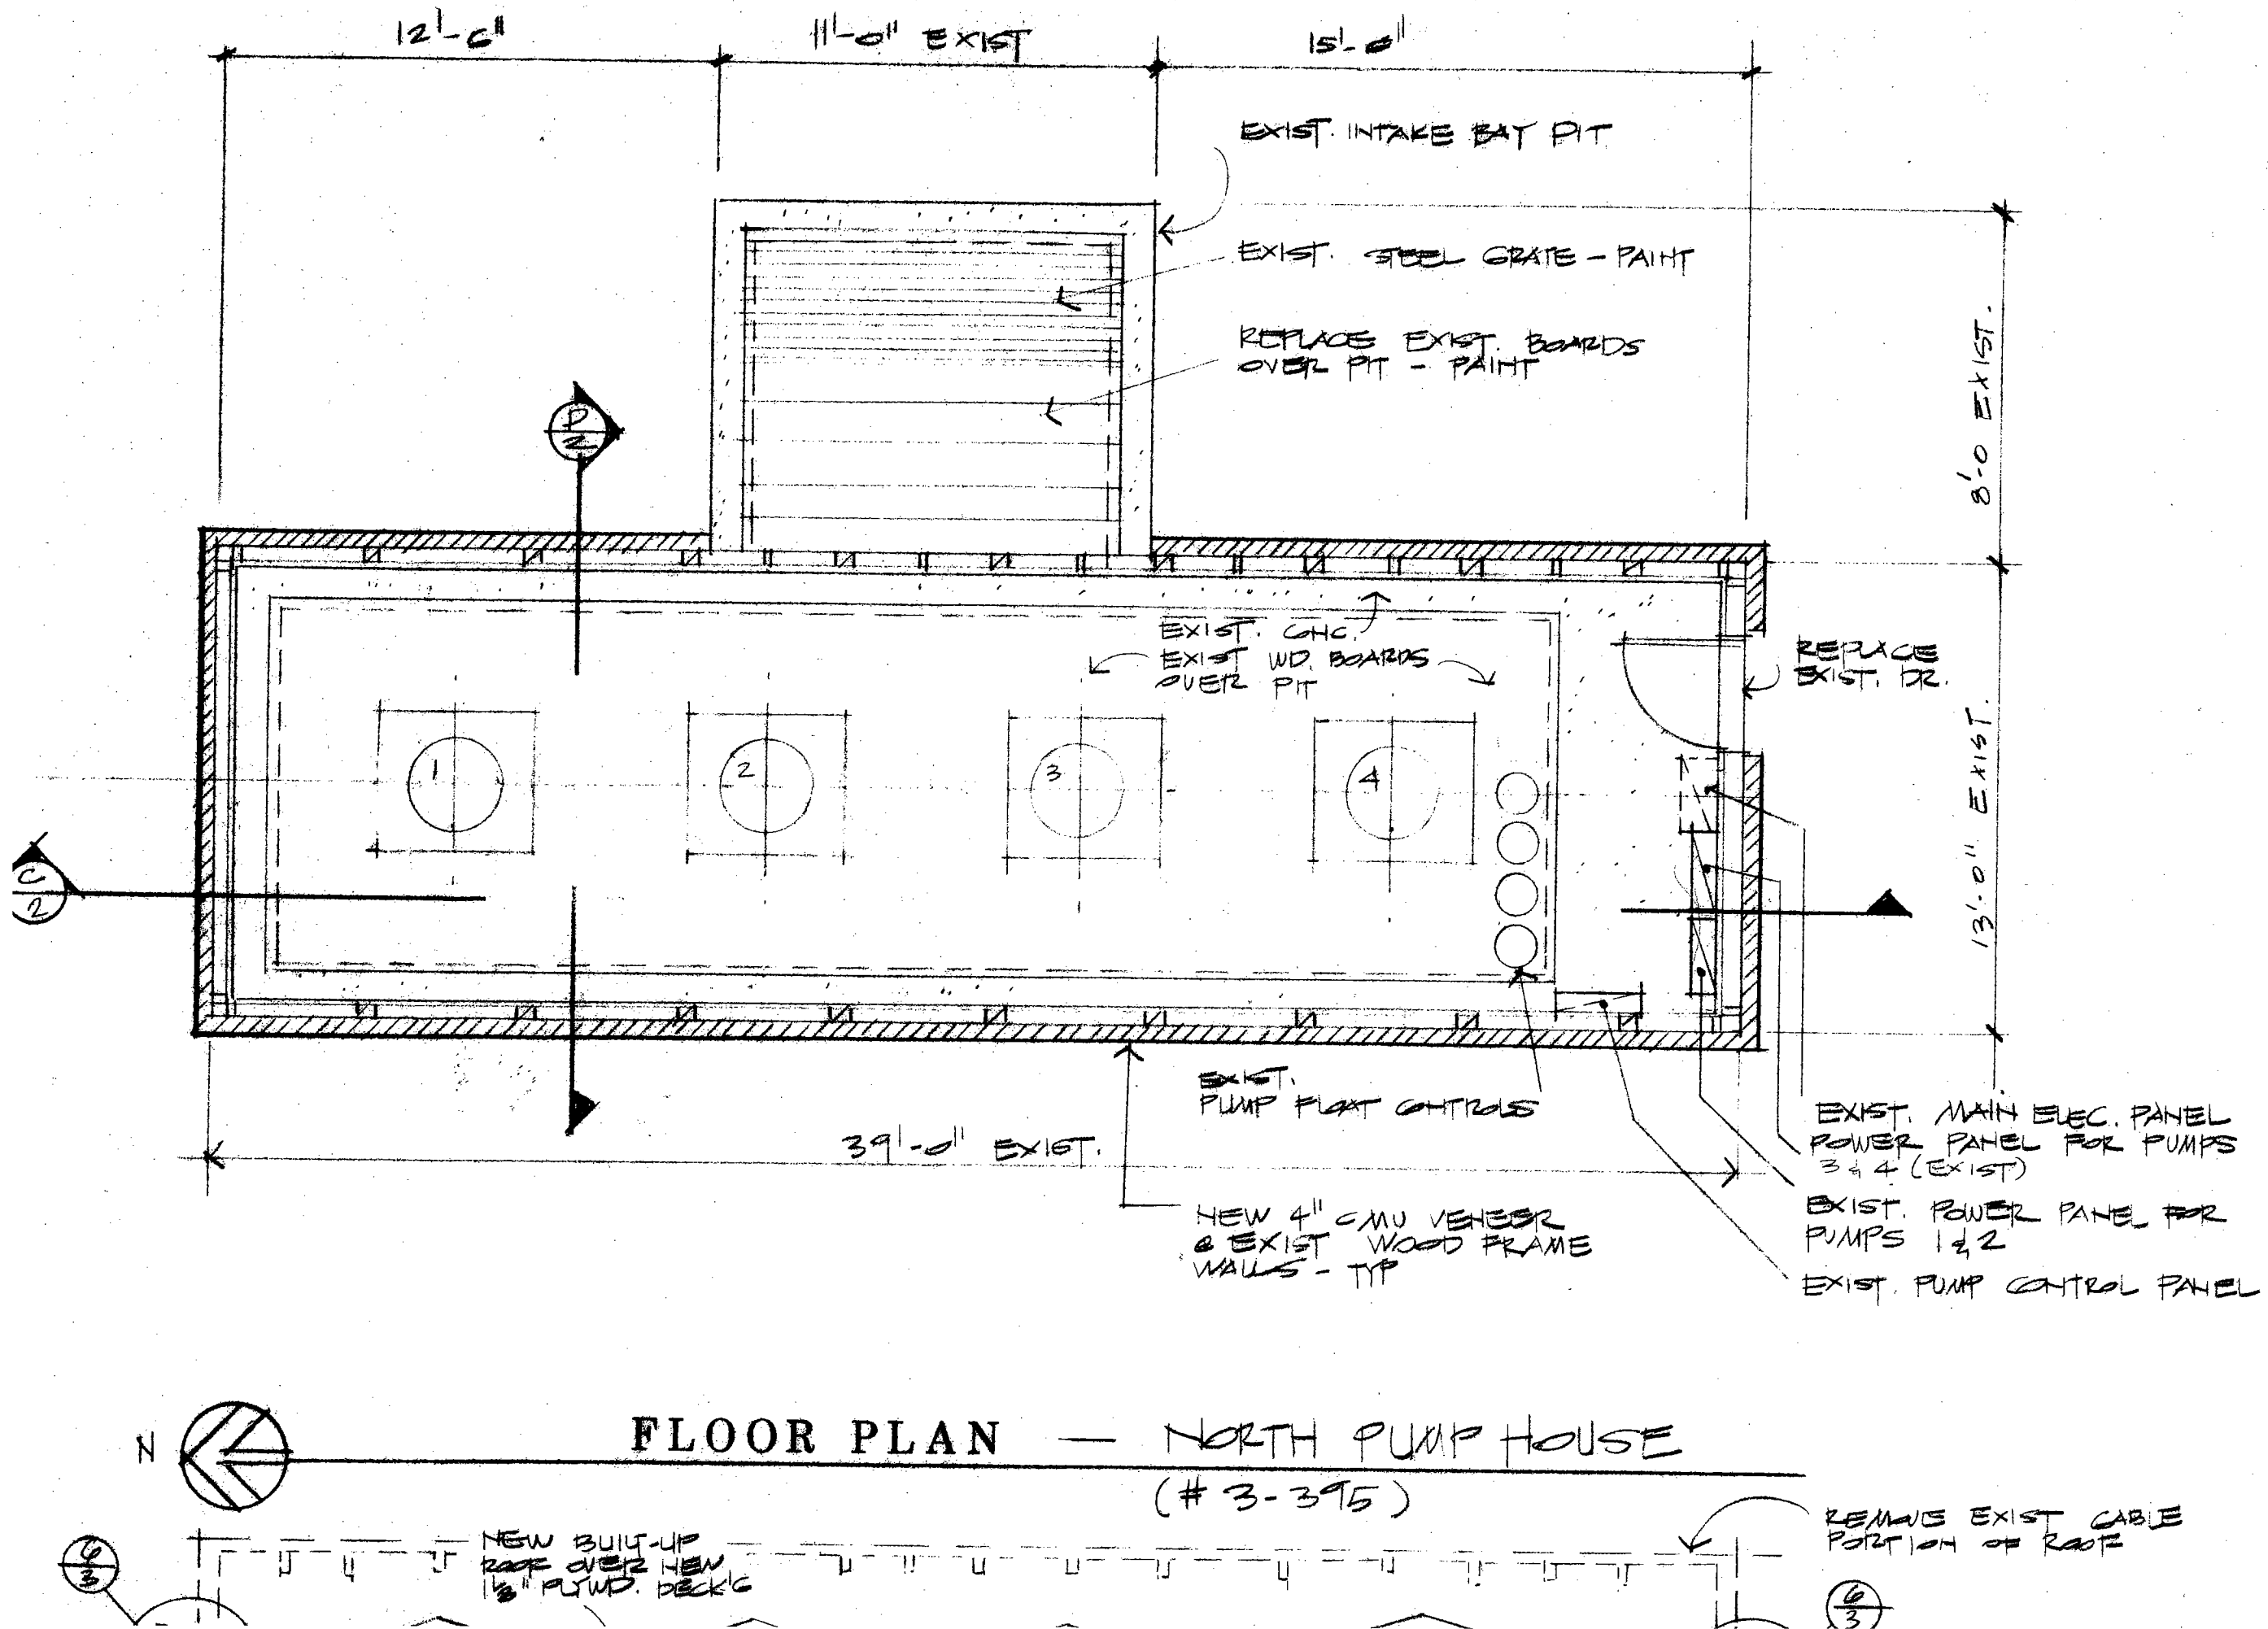 12'-6"
11'-0" EXIST
15'-6"
EXIST. INTAKE BAY PIT
EXIST. STEEL GRATE - PAINT
REPLACE EXIST. BOARDS
OVER PIT - PAINT
8'-0 EXIST.
D
2
EXIST. CONC.
EXIST WD. BOARDS
OVER PIT
REPLACE
EXIST. DR.
1
2
3
4
13'-0" EXIST.
C
2
EXIST.
PUMP FLOAT CONTROLS
39'-0" EXIST.
NEW 4" CMU VENEER
@ EXIST WOOD FRAME
WALLS - TYP
EXIST. MAIN ELEC. PANEL
POWER PANEL FOR PUMPS
3 & 4 (EXIST)
EXIST. POWER PANEL FOR
PUMPS 1 & 2
EXIST. PUMP CONTROL PANEL
N
FLOOR PLAN — NORTH PUMP HOUSE
(# 3-395)
6
3
NEW BUILT-UP
ROOF OVER NEW
PLYWD. DECK'G
REMOVE EXIST GABLE
PORTION OF ROOF
6
3